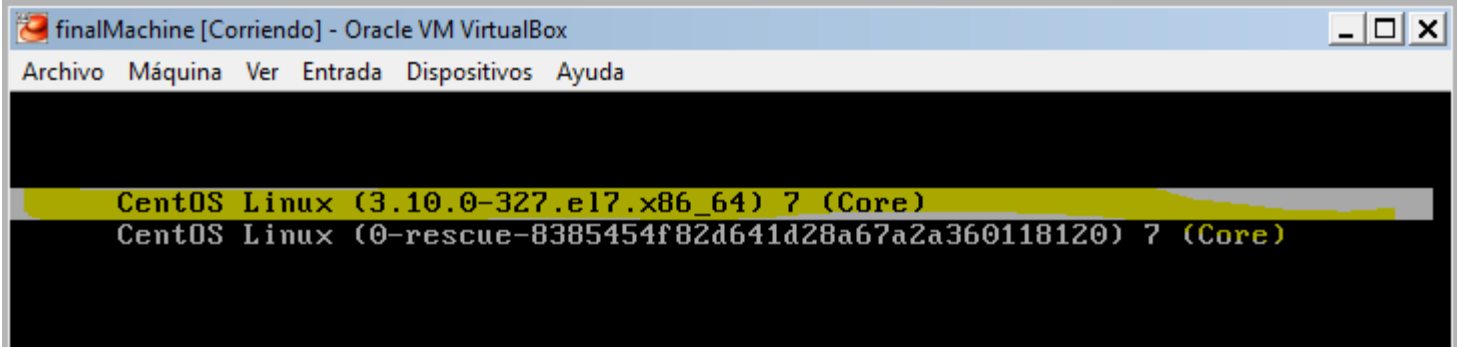 finalMachine [Corriendo] - Oracle VM VirtualBox
Archivo Máquina Ver Entrada Dispositivos Ayuda
CentOS Linux (3.10.0-327.el7.x86_64) 7 (Core)
CentOS Linux (0-rescue-8385454f82d641d28a67a2a360118120) 7 (Core)